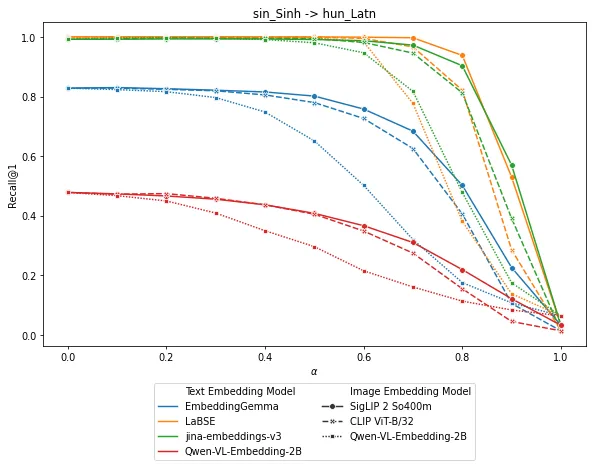 sin_Sinh -> hun_Latn
1.0
0.8
0.6
0.4
0.2
0.0
Recall@1
0.0 0.2 0.4 0.6 0.8 1.0
α
Text Embedding Model
EmbeddingGemma
LaBSE
jina-embeddings-v3
Qwen-VL-Embedding-2B
Image Embedding Model
SigLIP 2 So400m
CLIP ViT-B/32
Qwen-VL-Embedding-2B